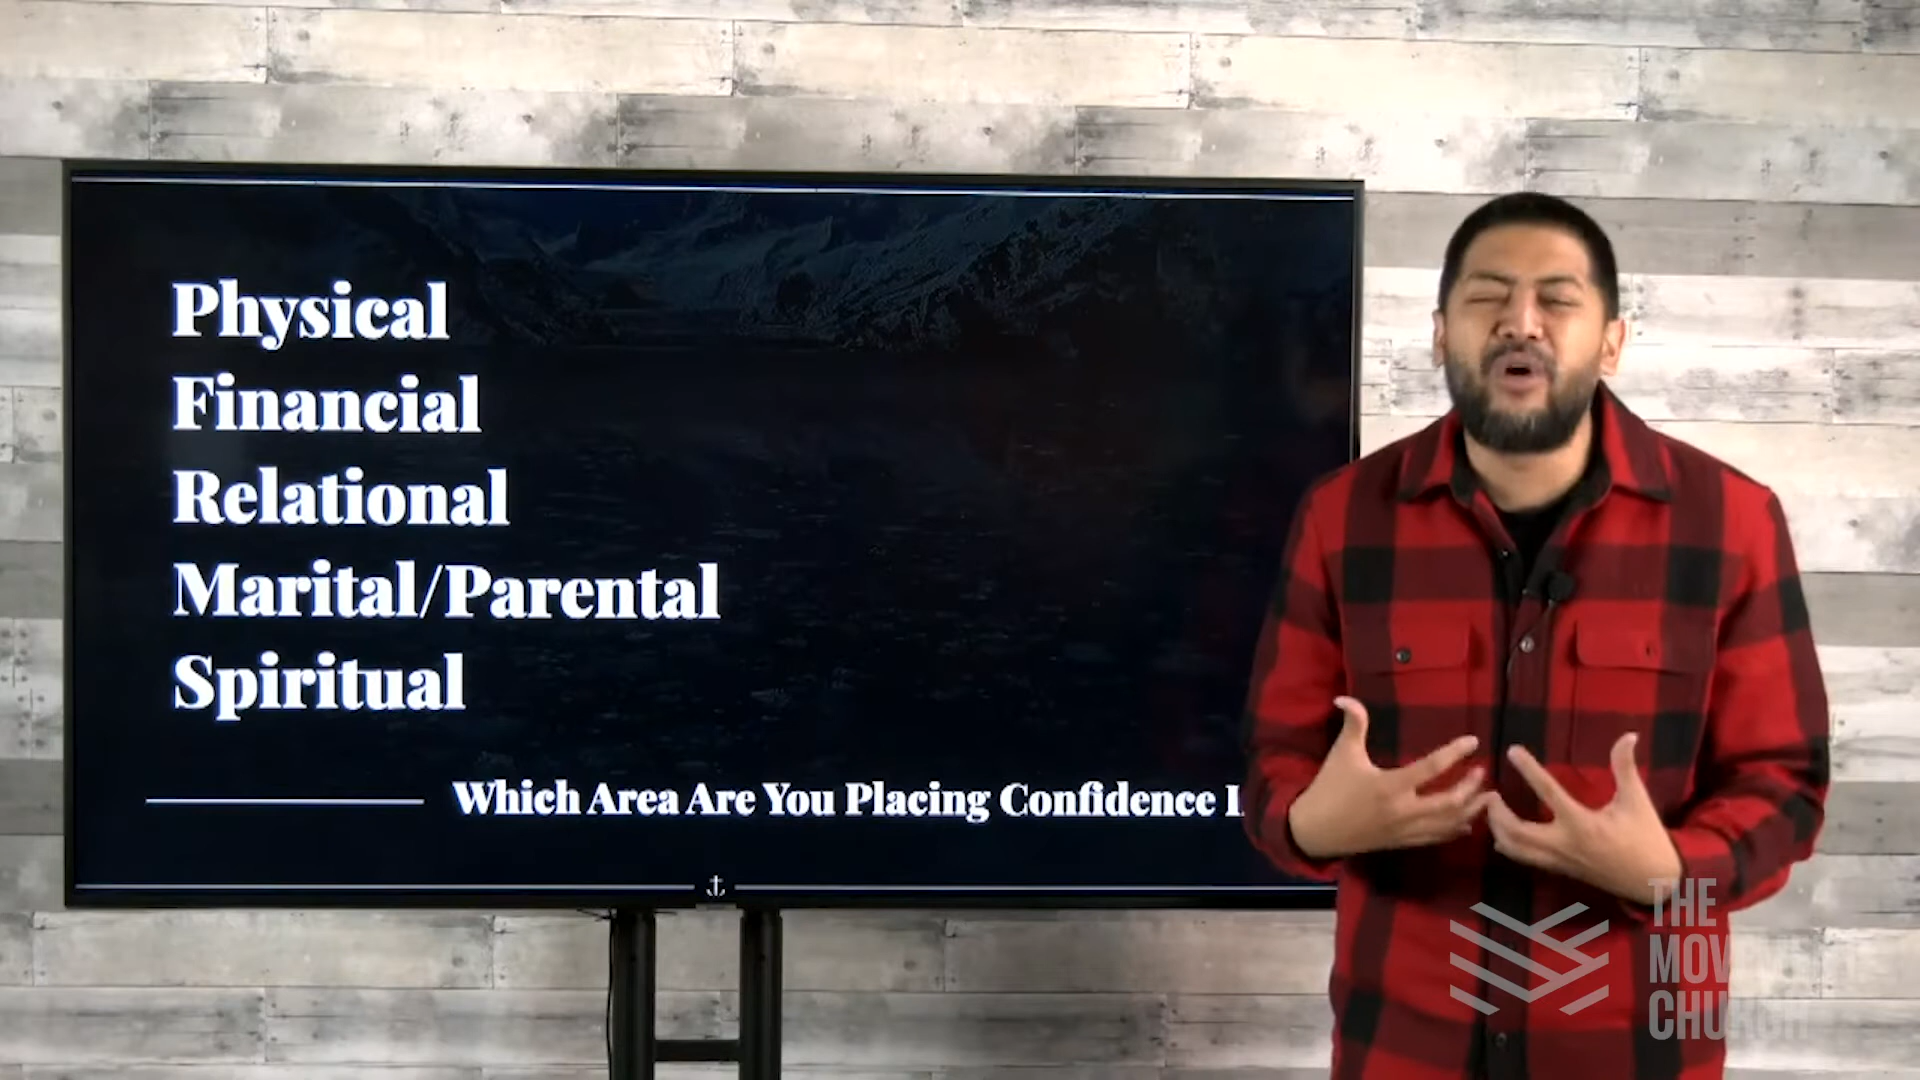 Physical
Financial
Relational
Marital/Parental
Spiritual
Which Area Are You Placing Confidence
THE
CHURCH